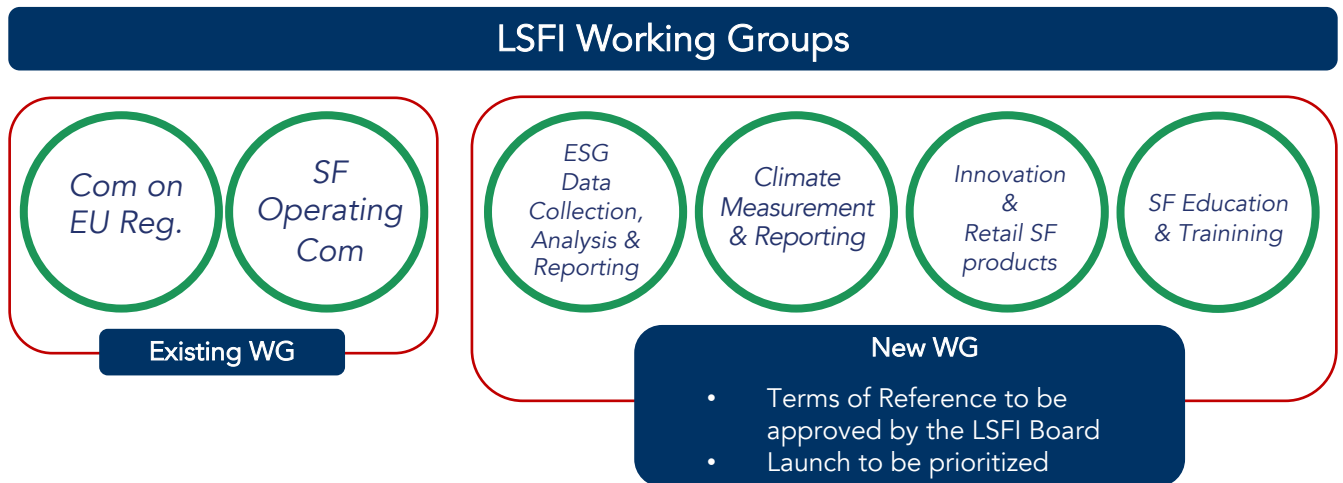 LSFI Working Groups
Com on
EU Reg.
SF
Operating
Com
Existing WG
ESG
Data
Collection,
Analysis &
Reporting
Climate
Measurement
& Reporting
Innovation
&
Retail SF
products
SF Education
& Trainining
New WG
• Terms of Reference to be
approved by the LSFI Board
• Launch to be prioritized